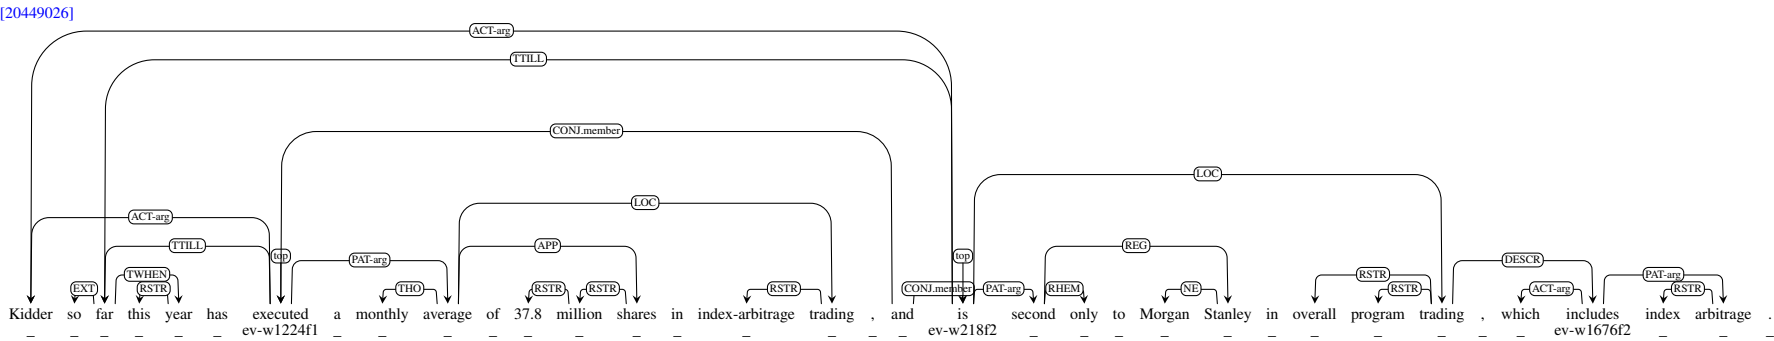 [20449026]
ACT-arg
TTILL
CONJ.member
LOC
LOC
ACT-arg
TTILL top PAT-arg APP top REG DESCR
EXT TWHEN RSTR THO RSTR RSTR RSTR CONJ.member PAT-arg RHEM NE RSTR RSTR ACT-arg PAT-arg RSTR
Kidder so far this year has executed a monthly average of 37.8 million shares in index-arbitrage trading , and is second only to Morgan Stanley in overall program trading , which includes index arbitrage .
ev-w1224f1 ev-w218f2 ev-w1676f2
_ _ _ _ _ _ _ _ _ _ _ _ _ _ _ _ _ _ _ _ _ _ _ _ _ _ _ _ _ _ _ _